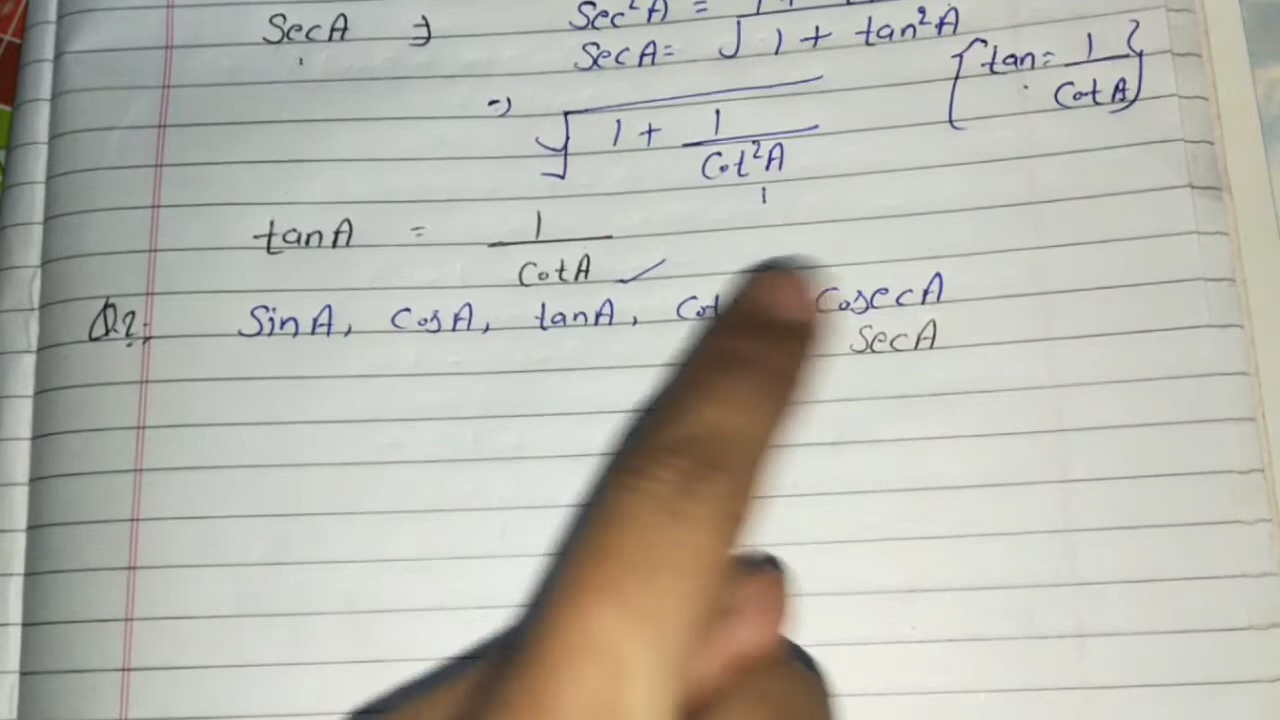 SecA ∃ Sec²A =
SecA = √1 + tan²A
{tan = 1/CotA}
=) √1 + 1/Cot²A
tanA = 1/CotA ✓
Q2: SinA, CosA, tanA, Cot CosecA
SecA